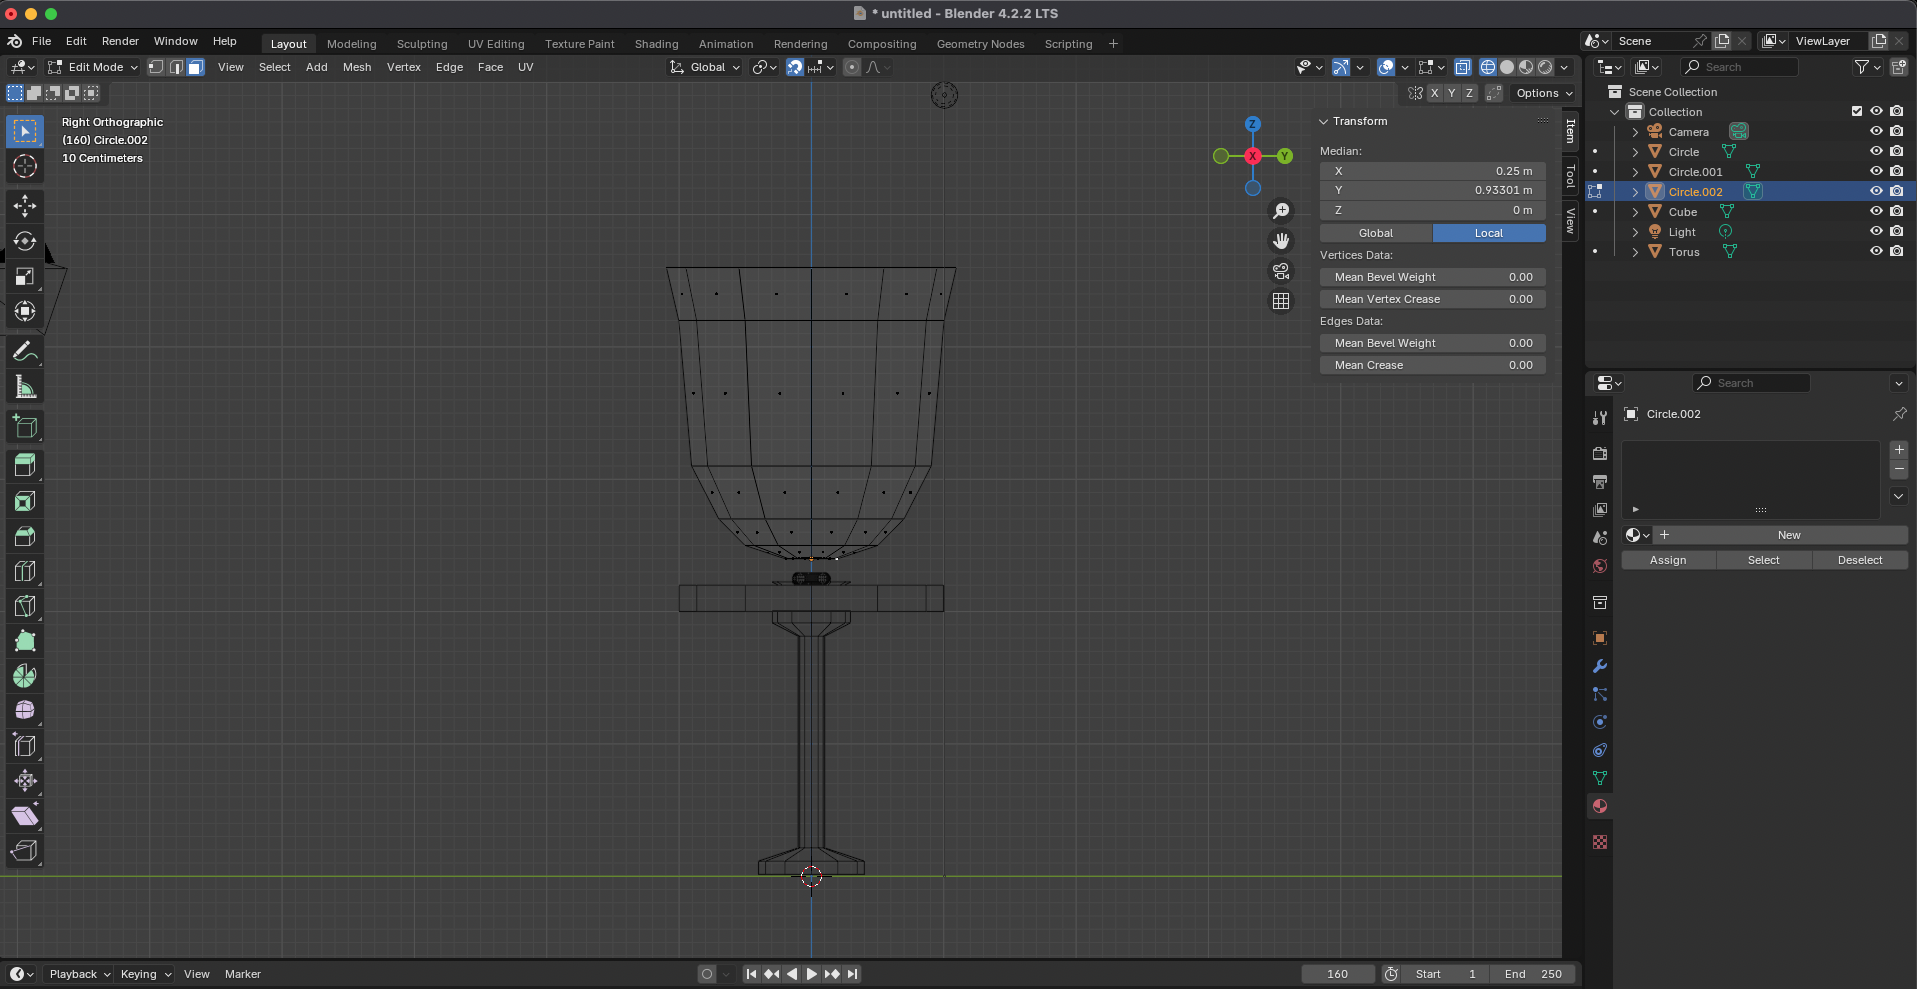 * untitled - Blender 4.2.2 LTS
File Edit Render Window Help Layout Modeling Sculpting UV Editing Texture Paint Shading Animation Rendering Compositing Geometry Nodes Scripting + Scene ViewLayer
Edit Mode View Select Add Mesh Vertex Edge Face UV Global Search
X Y Z Options
Right Orthographic
(160) Circle.002
10 Centimeters
Z
X
Y
Transform
Median:
X 0.25 m
Y 0.93301 m
Z 0 m
Global Local
Vertices Data:
Mean Bevel Weight 0.00
Mean Vertex Crease 0.00
Edges Data:
Mean Bevel Weight 0.00
Mean Crease 0.00
Item
Tool
View
Scene Collection
Collection
Camera
Circle
Circle.001
Circle.002
Cube
Light
Torus
Search
Circle.002
New
Assign Select Deselect
Playback Keying View Marker 160 Start 1 End 250